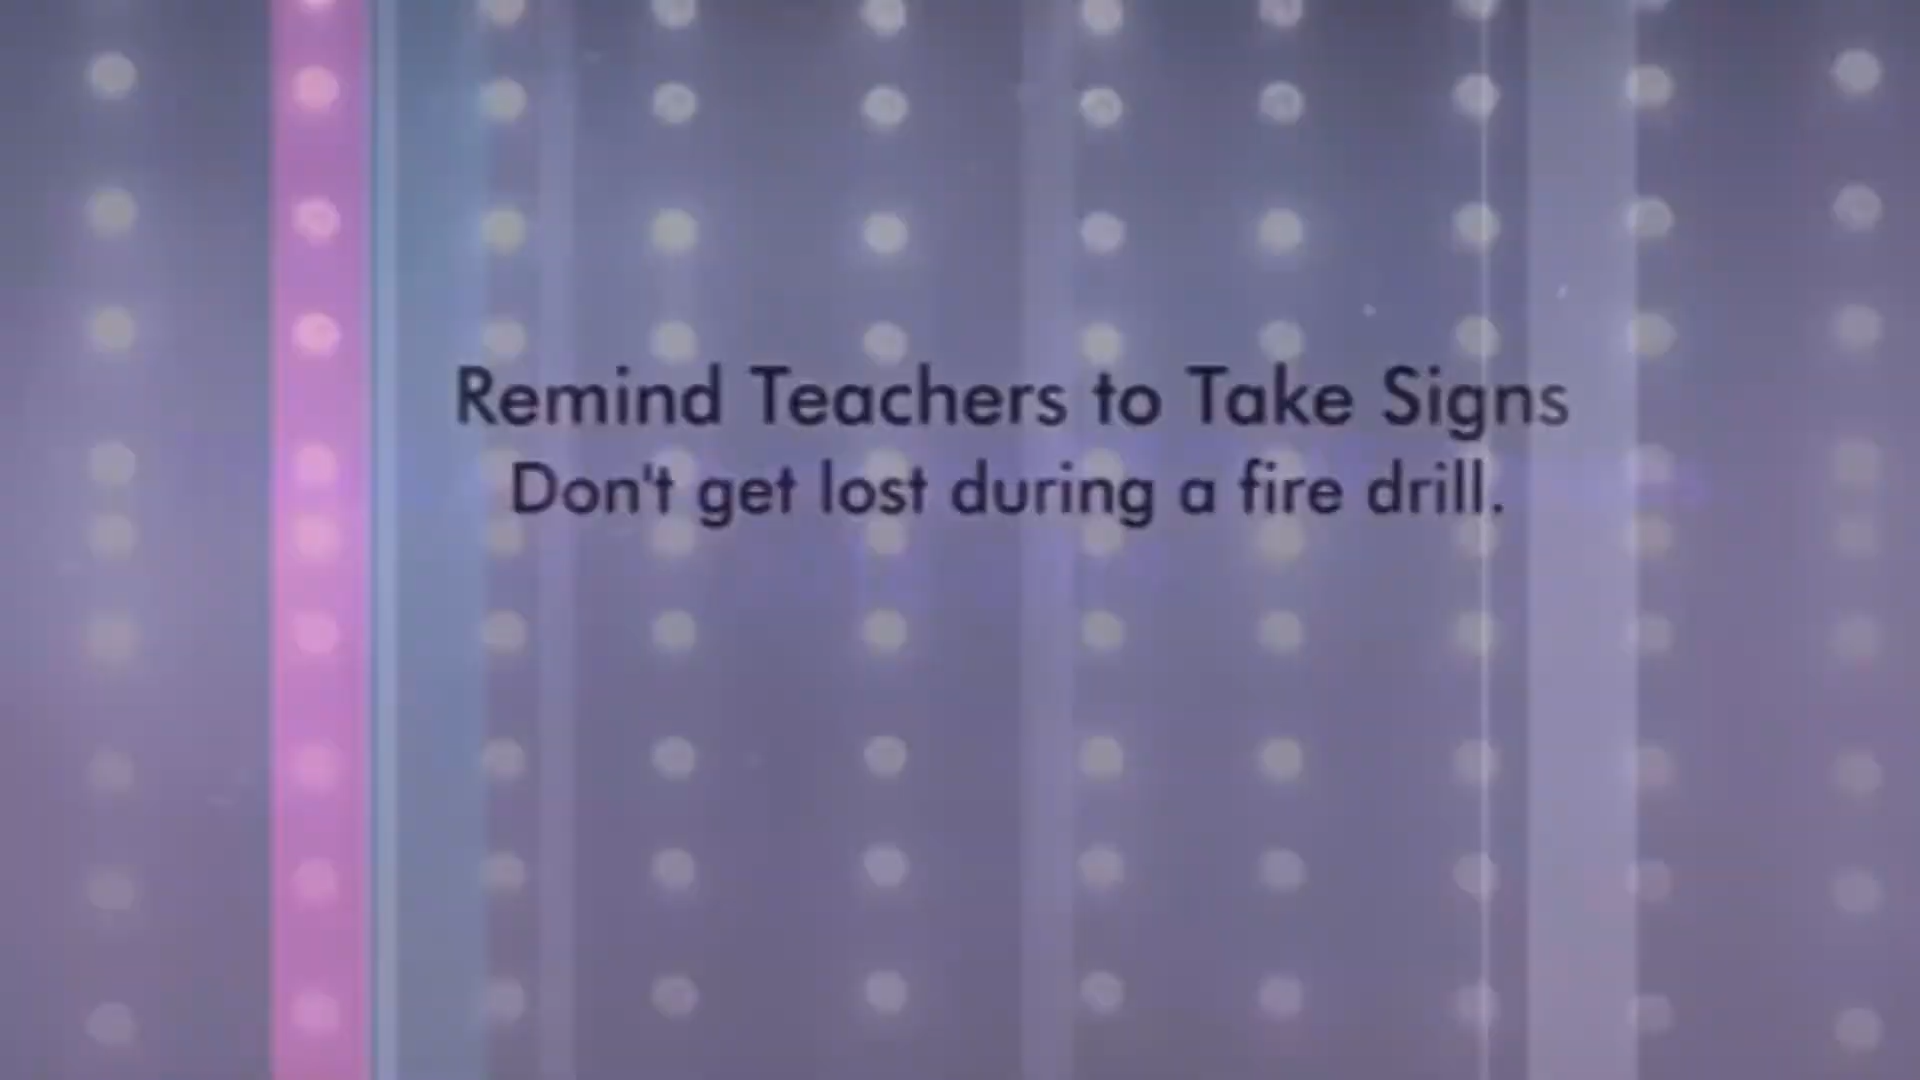 Remind Teachers to Take Signs
Don't get lost during a fire drill.